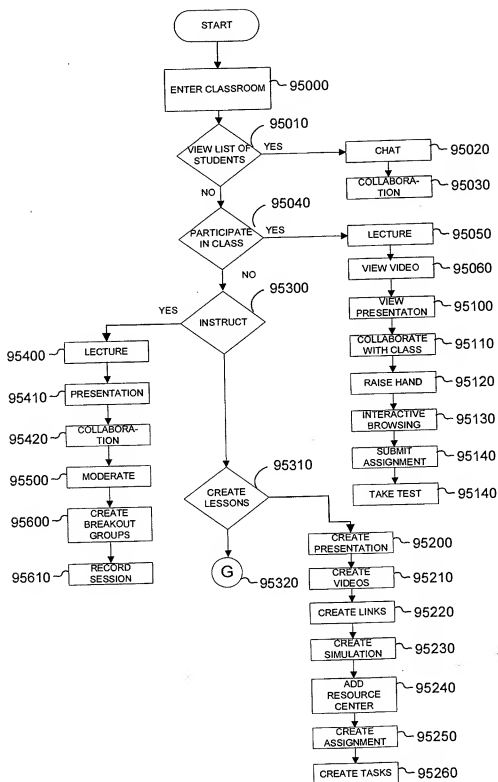 START
ENTER CLASSROOM
95000
95010
VIEW LIST OF
STUDENTS
YES
CHAT
95020
COLLABORA-
TION
95030
NO
95040
PARTICIPATE
IN CLASS
YES
LECTURE
95050
VIEW VIDEO
95060
VIEW
PRESENTATON
95100
COLLABORATE
WITH CLASS
95110
RAISE HAND
95120
INTERACTIVE
BROWSING
95130
SUBMIT
ASSIGNMENT
95140
TAKE TEST
95140
NO
95300
YES
INSTRUCT
95400
LECTURE
95410
PRESENTATION
95420
COLLABORA-
TION
95500
MODERATE
95600
CREATE
BREAKOUT
GROUPS
95610
RECORD
SESSION
95310
CREATE
LESSONS
G
95320
CREATE
PRESENTATION
95200
CREATE
VIDEOS
95210
CREATE LINKS
95220
CREATE
SIMULATION
95230
ADD
RESOURCE
CENTER
95240
CREATE
ASSIGNMENT
95250
CREATE TASKS
95260